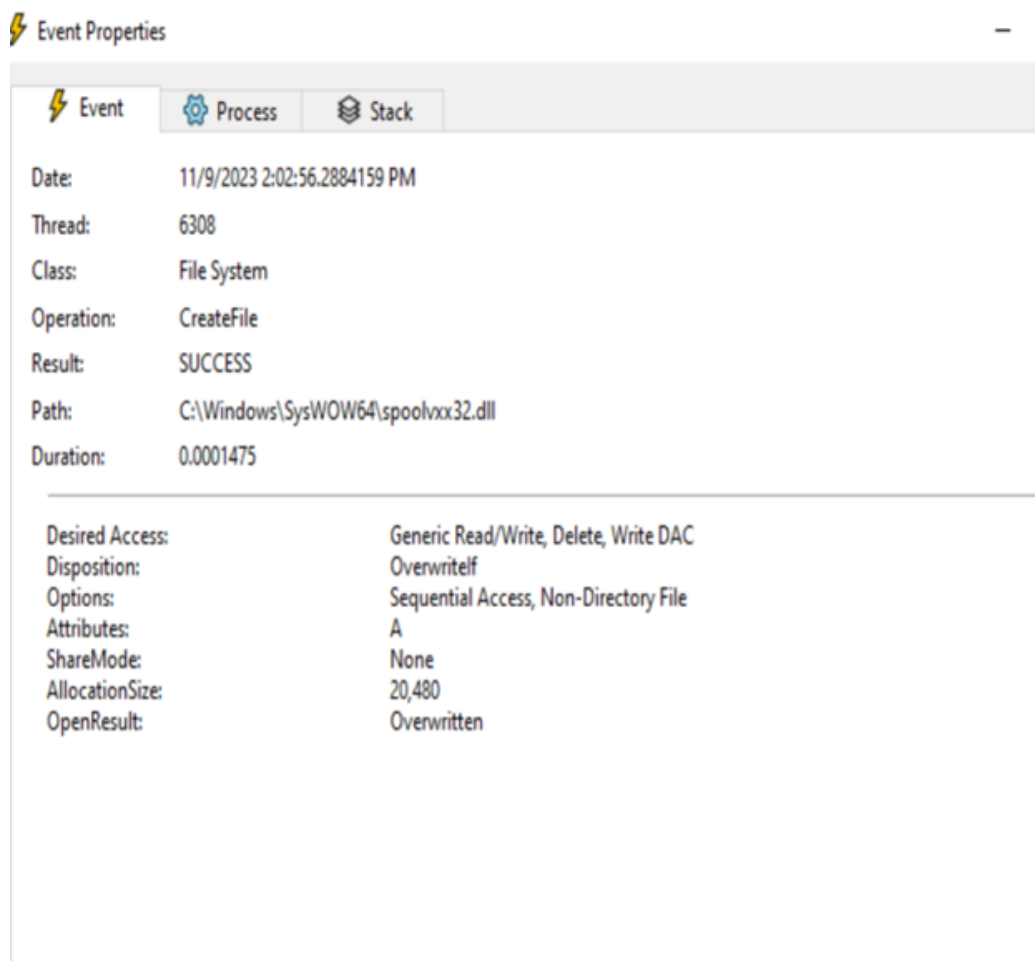 Event Properties
Event Process Stack
Date: 11/9/2023 2:02:56.2884159 PM
Thread: 6308
Class: File System
Operation: CreateFile
Result: SUCCESS
Path: C:\Windows\SysWOW64\spoolvxx32.dll
Duration: 0.0001475
Desired Access: Generic Read/Write, Delete, Write DAC
Disposition: OverwriteIf
Options: Sequential Access, Non-Directory File
Attributes: A
ShareMode: None
AllocationSize: 20,480
OpenResult: Overwritten